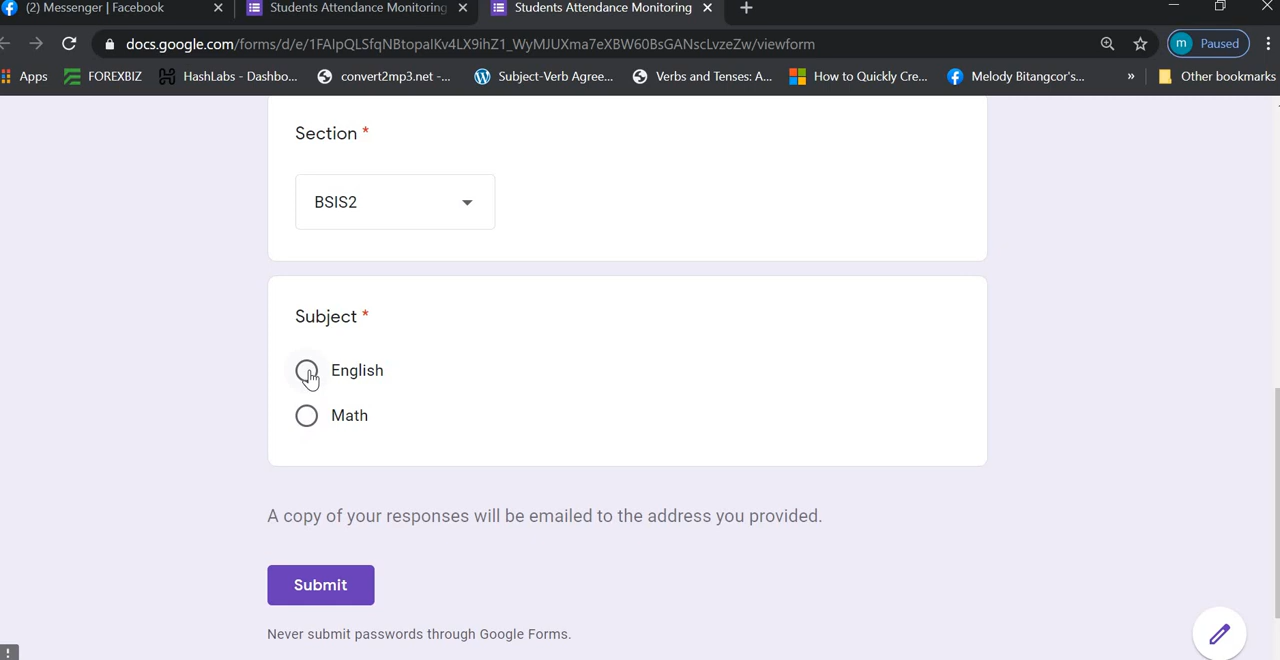 (2) Messenger | Facebook
Students Attendance Monitoring
Students Attendance Monitoring
docs.google.com/forms/d/e/1FAIpQLSfqNBtopaIKv4LX9ihZ1_WyMJUXma7eXBW60BsGANscLvzeZw/viewform
m Paused
Apps
FOREXBIZ
HashLabs - Dashbo...
convert2mp3.net -...
Subject-Verb Agree...
Verbs and Tenses: A...
How to Quickly Cre...
Melody Bitangcor's...
»
Other bookmarks
Section *
BSIS2
Subject *
English
Math
A copy of your responses will be emailed to the address you provided.
Submit
Never submit passwords through Google Forms.